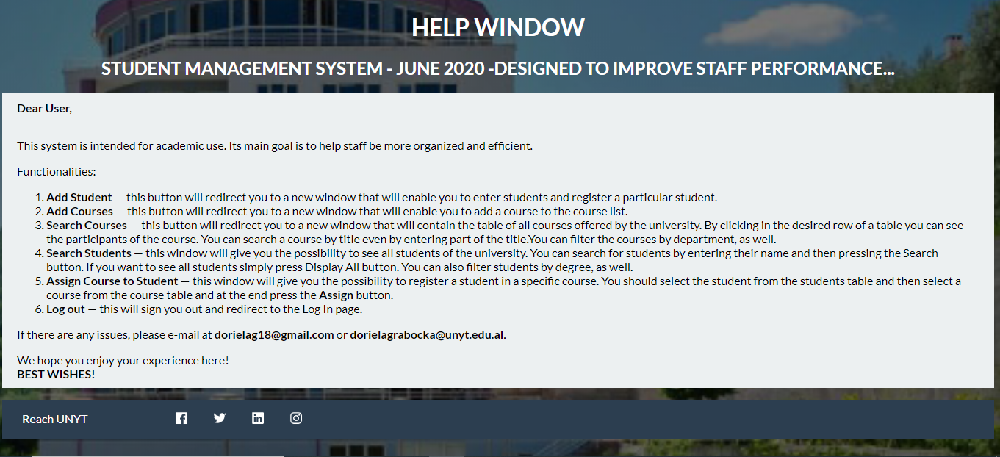 HELP WINDOW
STUDENT MANAGEMENT SYSTEM - JUNE 2020 -DESIGNED TO IMPROVE STAFF PERFORMANCE...
Dear User,
This system is intended for academic use. Its main goal is to help staff be more organized and efficient.
Functionalities:
1. Add Student — this button will redirect you to a new window that will enable you to enter students and register a particular student.
2. Add Courses — this button will redirect you to a new window that will enable you to add a course to the course list.
3. Search Courses — this button will redirect you to a new window that will contain the table of all courses offered by the university. By clicking in the desired row of a table you can see
the participants of the course. You can search a course by title even by entering part of the title.You can filter the courses by department, as well.
4. Search Students — this window will give you the possibility to see all students of the university. You can search for students by entering their name and then pressing the Search
button. If you want to see all students simply press Display All button. You can also filter students by degree, as well.
5. Assign Course to Student — this window will give you the possibility to register a student in a specific course. You should select the student from the students table and then select a
course from the course table and at the end press the Assign button.
6. Log out — this will sign you out and redirect to the Log In page.
If there are any issues, please e-mail at dorielag18@gmail.com or dorielagrabocka@unyt.edu.al.
We hope you enjoy your experience here!
BEST WISHES!
Reach UNYT